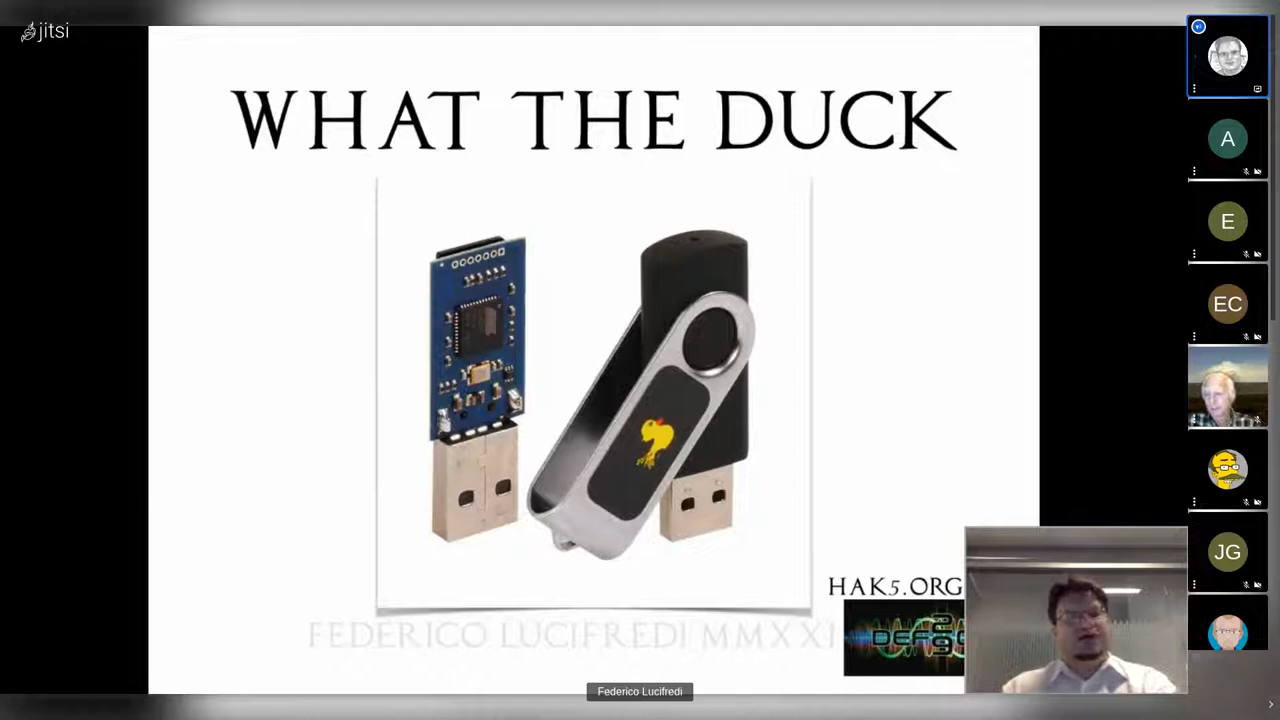 jitsi
WHAT THE DUCK
HAK5.ORG
FEDERICO LUCIFREDI MMXXI
Federico Lucifredi
A
E
EC
JG